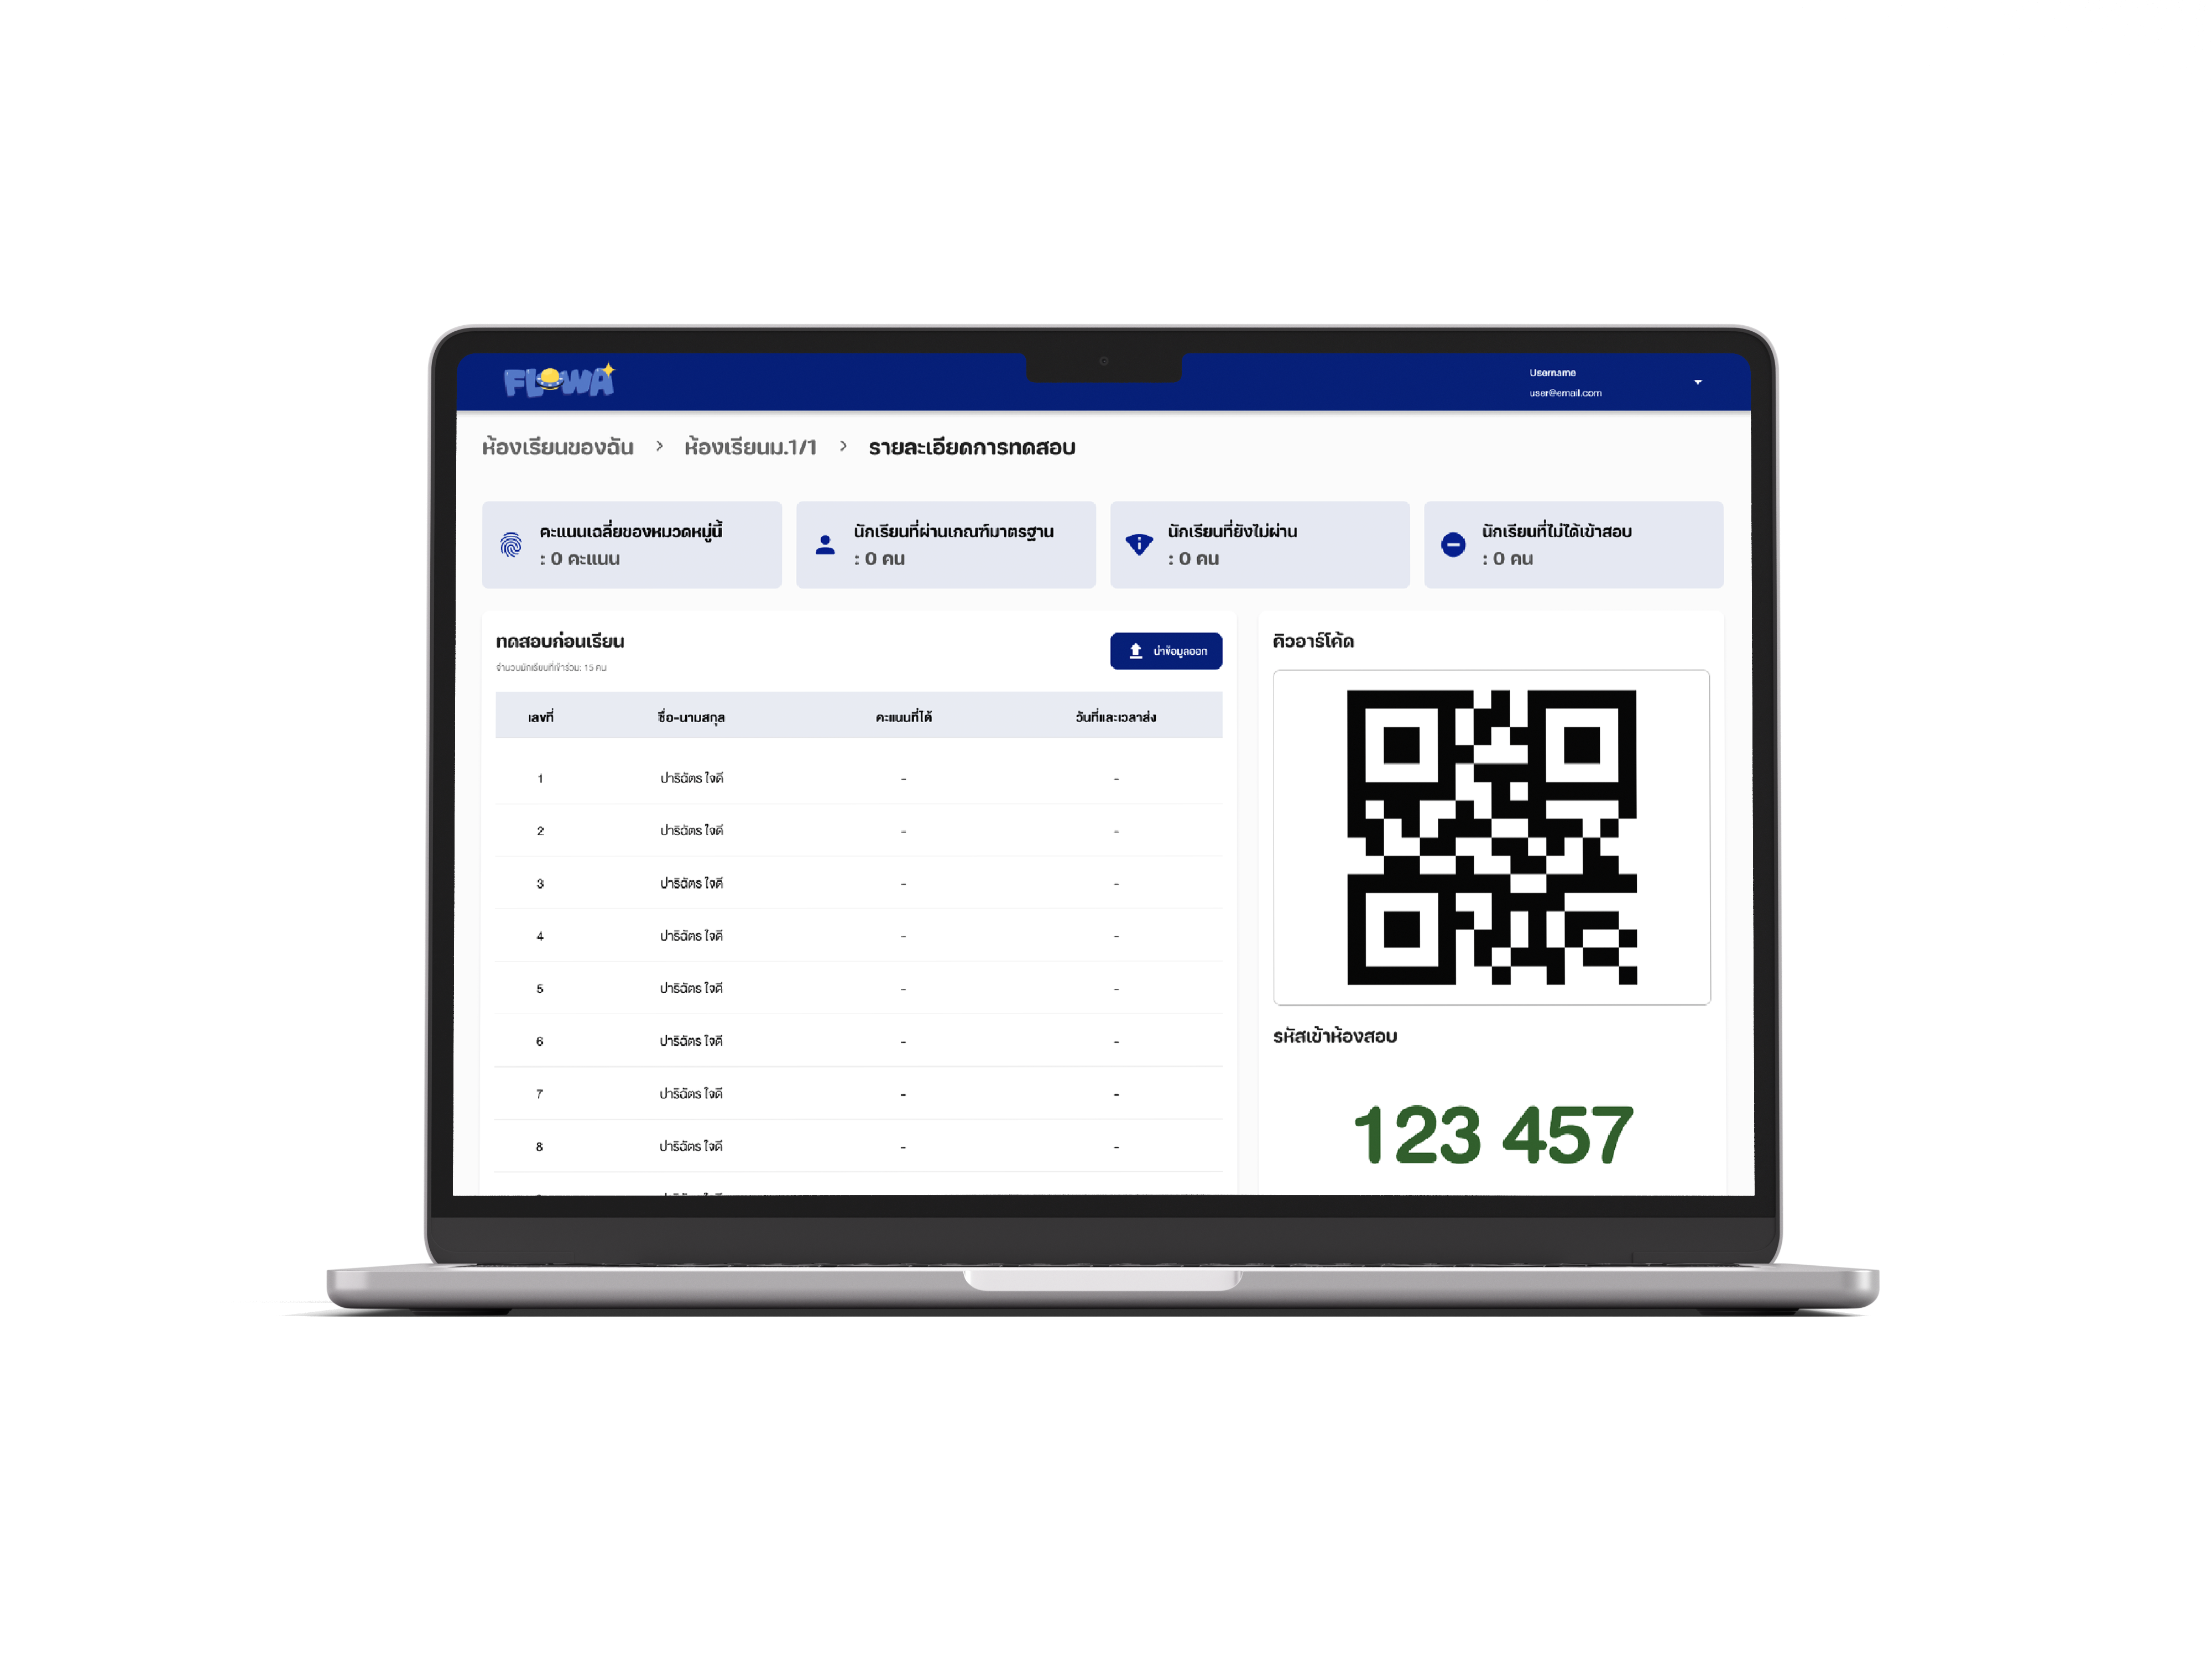 FLOWA
Username
user@email.com
ห้องเรียนของฉัน > ห้องเรียนม.1/1 > รายละเอียดการทดสอบ
คะแนนเฉลี่ยของหมวดหมู่นี้
: 0 คะแนน
นักเรียนที่ผ่านเกณฑ์มาตรฐาน
: 0 คน
นักเรียนที่ยังไม่ผ่าน
: 0 คน
นักเรียนที่ไม่ได้เข้าสอบ
: 0 คน
ทดสอบก่อนเรียน
จำนวนนักเรียนที่เข้าร่วม: 15 คน
นำข้อมูลออก
เลขที่ ชื่อ-นามสกุล คะแนนที่ได้ วันที่และเวลาส่ง
1 ปาริฉัตร ใจดี - -
2 ปาริฉัตร ใจดี - -
3 ปาริฉัตร ใจดี - -
4 ปาริฉัตร ใจดี - -
5 ปาริฉัตร ใจดี - -
6 ปาริฉัตร ใจดี - -
7 ปาริฉัตร ใจดี - -
8 ปาริฉัตร ใจดี - -
คิวอาร์โค้ด
รหัสเข้าห้องสอบ
123 457